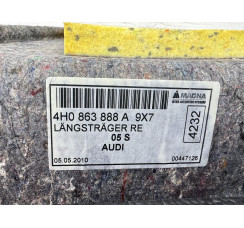 MAGNA
4H0 863 888 A 9X7
LÄNGSTRÄGER RE
05 S
AUDI
4232
05.05.2010
00447126